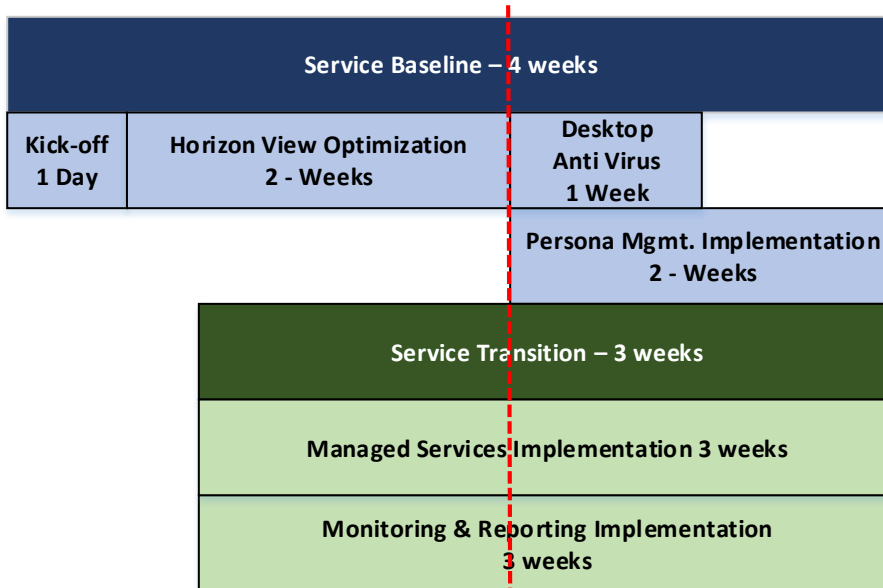 Service Baseline – 4 weeks
Kick-off
1 Day
Horizon View Optimization
2 - Weeks
Desktop
Anti Virus
1 Week
Persona Mgmt. Implementation
2 - Weeks
Service Transition – 3 weeks
Managed Services Implementation 3 weeks
Monitoring & Reporting Implementation
3 weeks